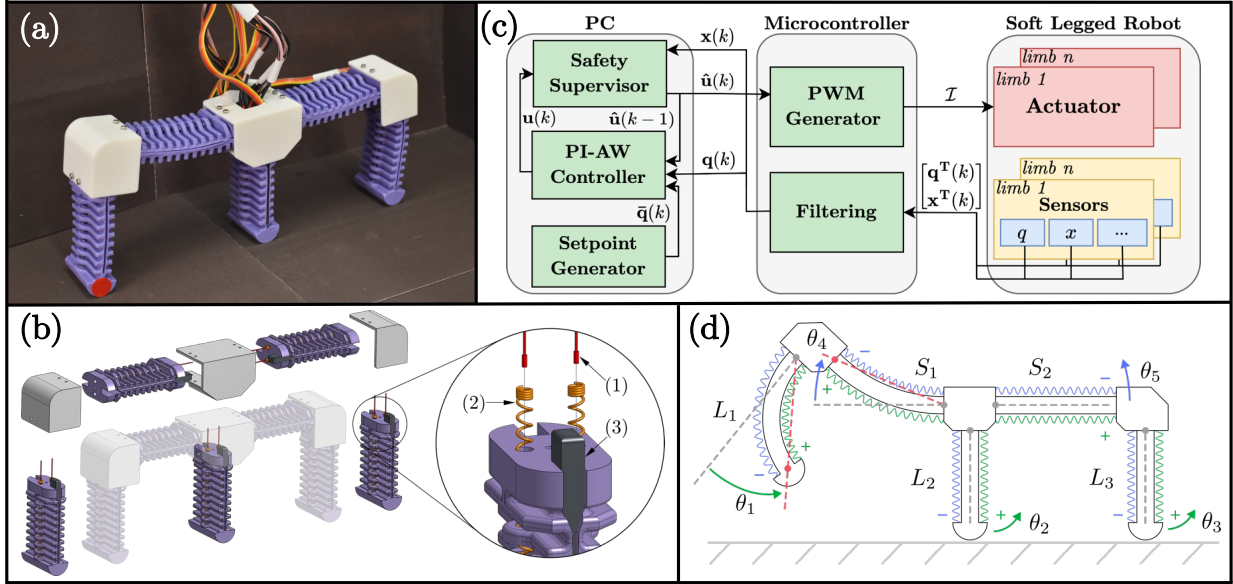 (a)
(c)
PC
Microcontroller
Soft Legged Robot
Safety
Supervisor
PI-AW
Controller
Setpoint
Generator
u(k)
x(k)
û(k)
û(k − 1)
q(k)
q̄(k)
PWM
Generator
Filtering
ℐ
limb n
limb 1
Actuator
[qᵀ(k)]
[xᵀ(k)]
limb n
limb 1
Sensors
q x ...
(b)
(1)
(2)
(3)
(d)
θ₄
−
S₁
S₂
−
θ₅
+
+
+
L₁
+
−
θ₁
L₂
−
+
θ₂
L₃
−
+
θ₃